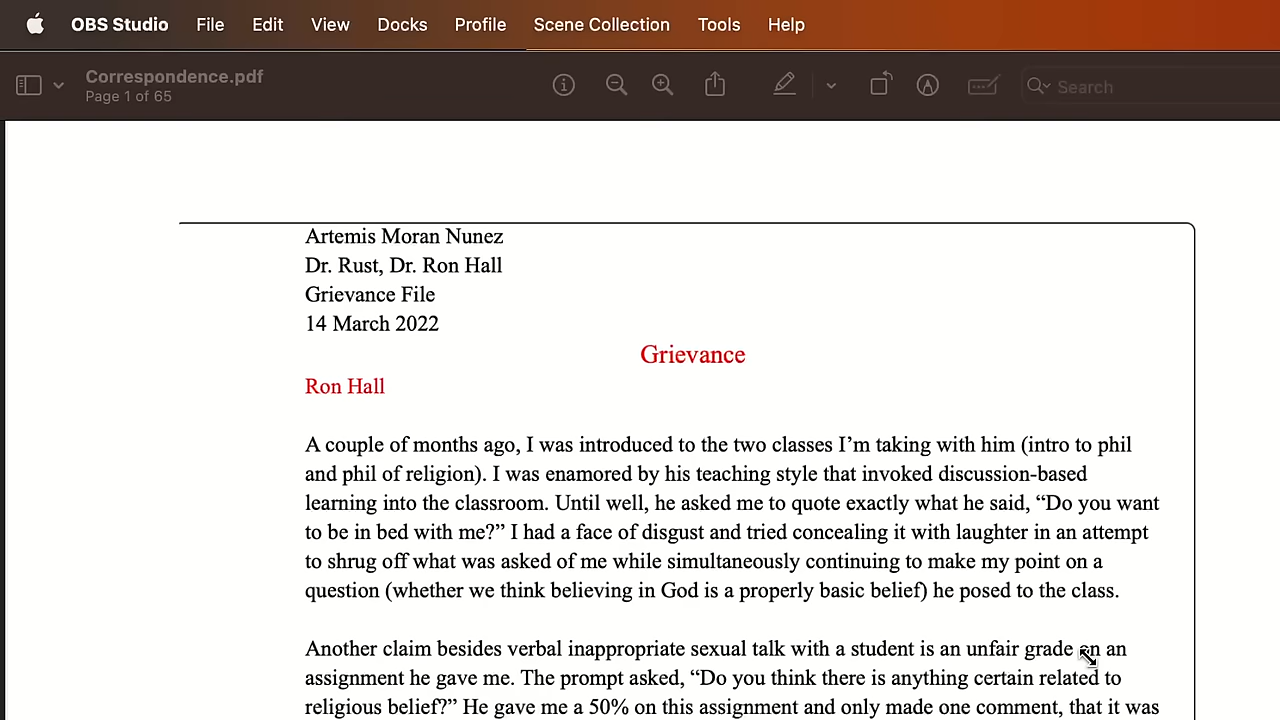 OBS Studio File Edit View Docks Profile Scene Collection Tools Help
Correspondence.pdf
Page 1 of 65
Search
Artemis Moran Nunez
Dr. Rust, Dr. Ron Hall
Grievance File
14 March 2022
Grievance
Ron Hall
A couple of months ago, I was introduced to the two classes I’m taking with him (intro to phil
and phil of religion). I was enamored by his teaching style that invoked discussion-based
learning into the classroom. Until well, he asked me to quote exactly what he said, “Do you want
to be in bed with me?” I had a face of disgust and tried concealing it with laughter in an attempt
to shrug off what was asked of me while simultaneously continuing to make my point on a
question (whether we think believing in God is a properly basic belief) he posed to the class.
Another claim besides verbal inappropriate sexual talk with a student is an unfair grade on an
assignment he gave me. The prompt asked, “Do you think there is anything certain related to
religious belief?” He gave me a 50% on this assignment and only made one comment, that it was